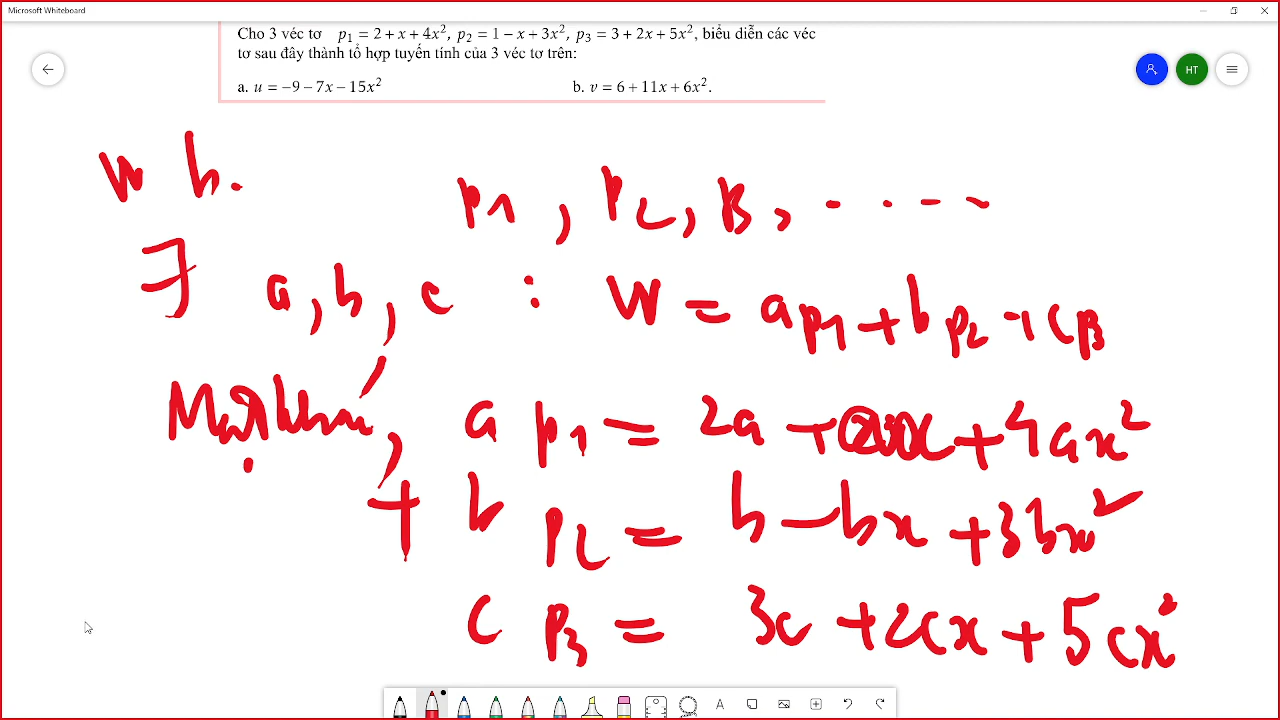 Microsoft Whiteboard
Cho 3 véc tơ p₁ = 2 + x + 4x², p₂ = 1 − x + 3x², p₃ = 3 + 2x + 5x², biểu diễn các véc
tơ sau đây thành tổ hợp tuyến tính của 3 véc tơ trên:
a. u = −9 − 7x − 15x² b. v = 6 + 11x + 6x².
HT
W b. p1, p2, p3, ....
∃ a, b, c : W = ap1 + bp2 + cp3
Mặt khác, a p1 = 2a + ax + 4ax²
+ b p2 = b − bx + 3bx²
c p3 = 3c + 2cx + 5cx²
A